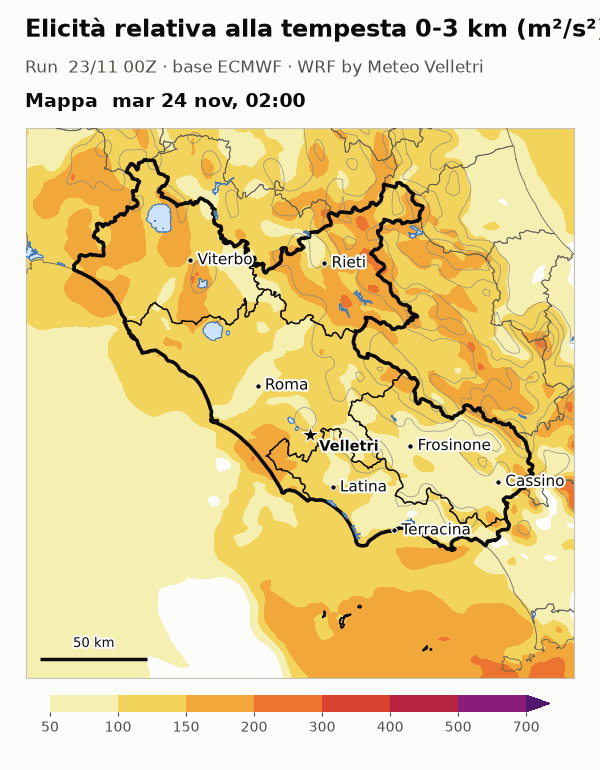 Elicità relativa alla tempesta 0-3 km (m²/s²)
Run 23/11 00Z · base ECMWF · WRF by Meteo Velletri
Mappa mar 24 nov, 02:00
Viterbo
Rieti
Roma
Velletri
Frosinone
Cassino
Latina
Terracina
50 km
50 100 150 200 300 400 500 700